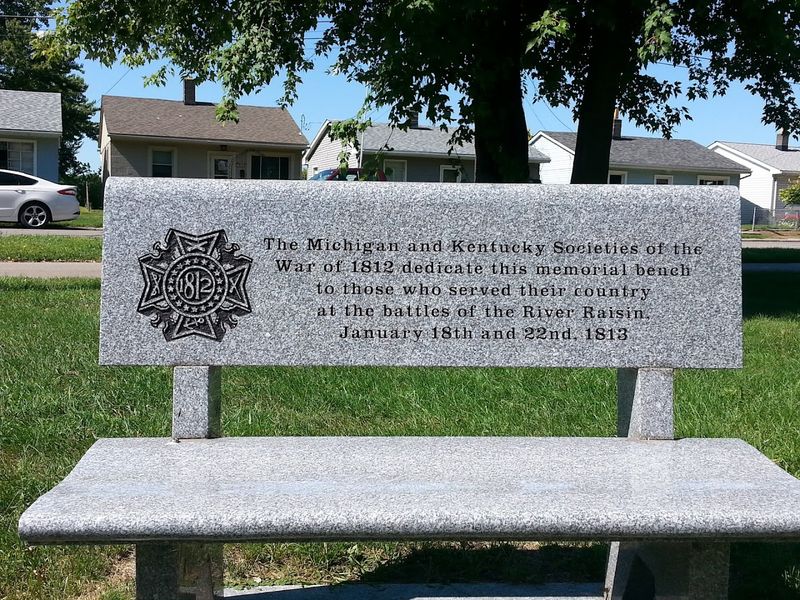 1812
The Michigan and Kentucky Societies of the
War of 1812 dedicate this memorial bench
to those who served their country
at the battles of the River Raisin.
January 18th and 22nd, 1813